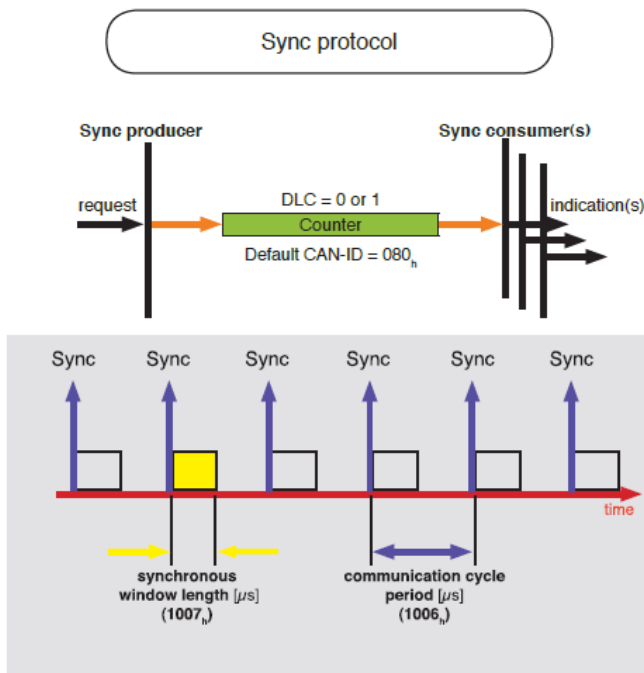 Sync protocol
Sync producer
Sync consumer(s)
request
DLC = 0 or 1
indication(s)
Counter
Default CAN-ID = 080h
Sync Sync Sync Sync Sync Sync
time
synchronous
window length [μs]
(1007h)
communication cycle
period [μs]
(1006h)